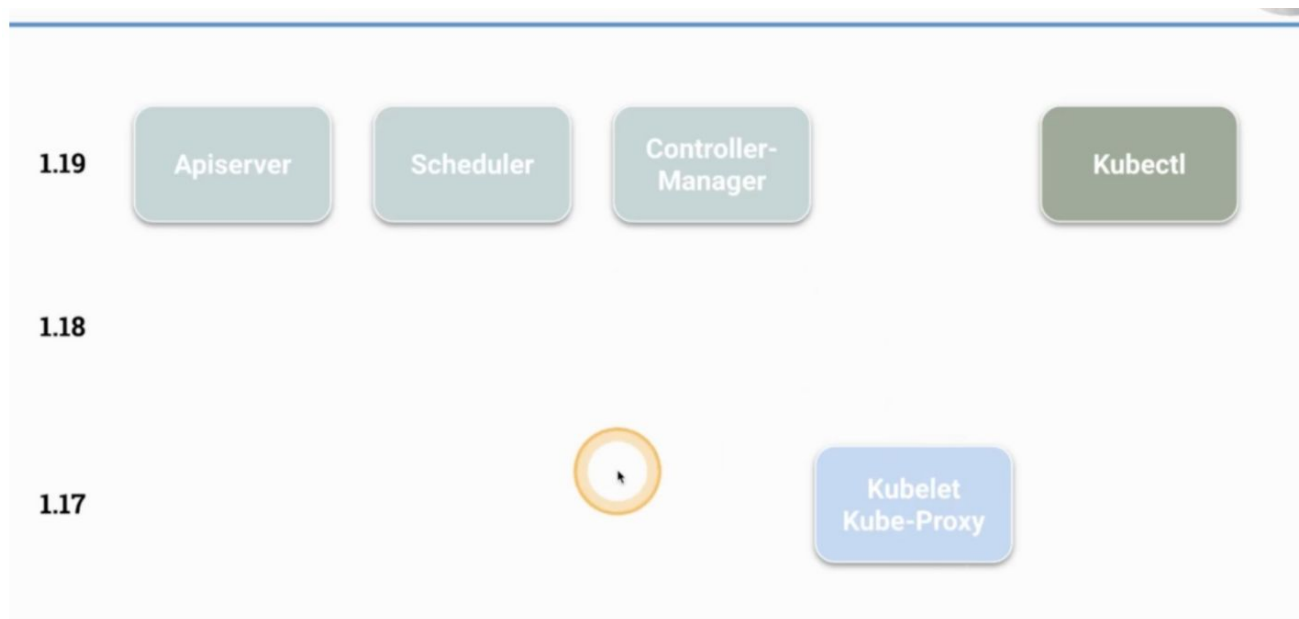 1.19
Apiserver
Scheduler
Controller-
Manager
Kubectl
1.18
1.17
Kubelet
Kube-Proxy